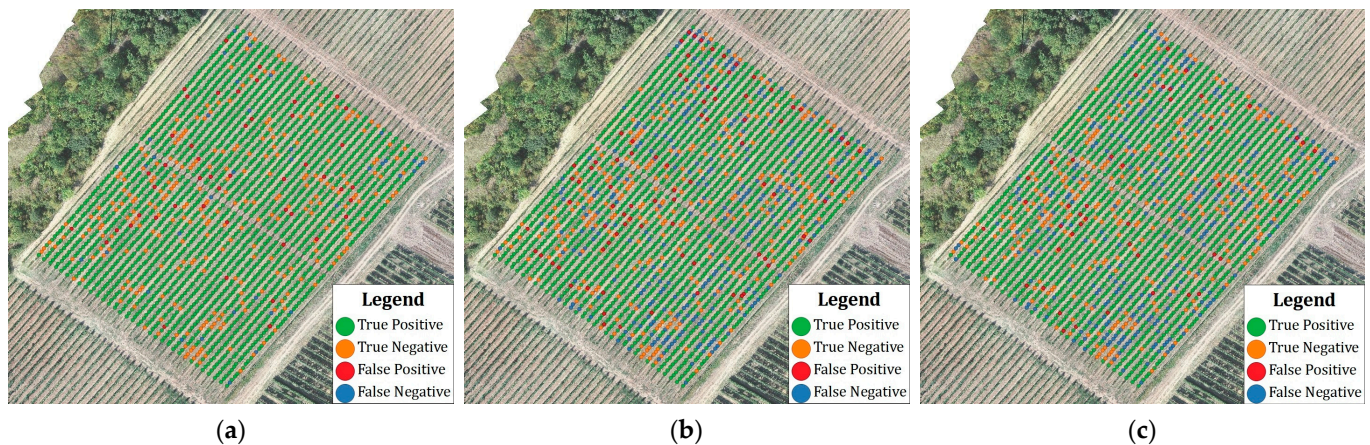 Legend
True Positive
True Negative
False Positive
False Negative
Legend
True Positive
True Negative
False Positive
False Negative
Legend
True Positive
True Negative
False Positive
False Negative
(a)
(b)
(c)